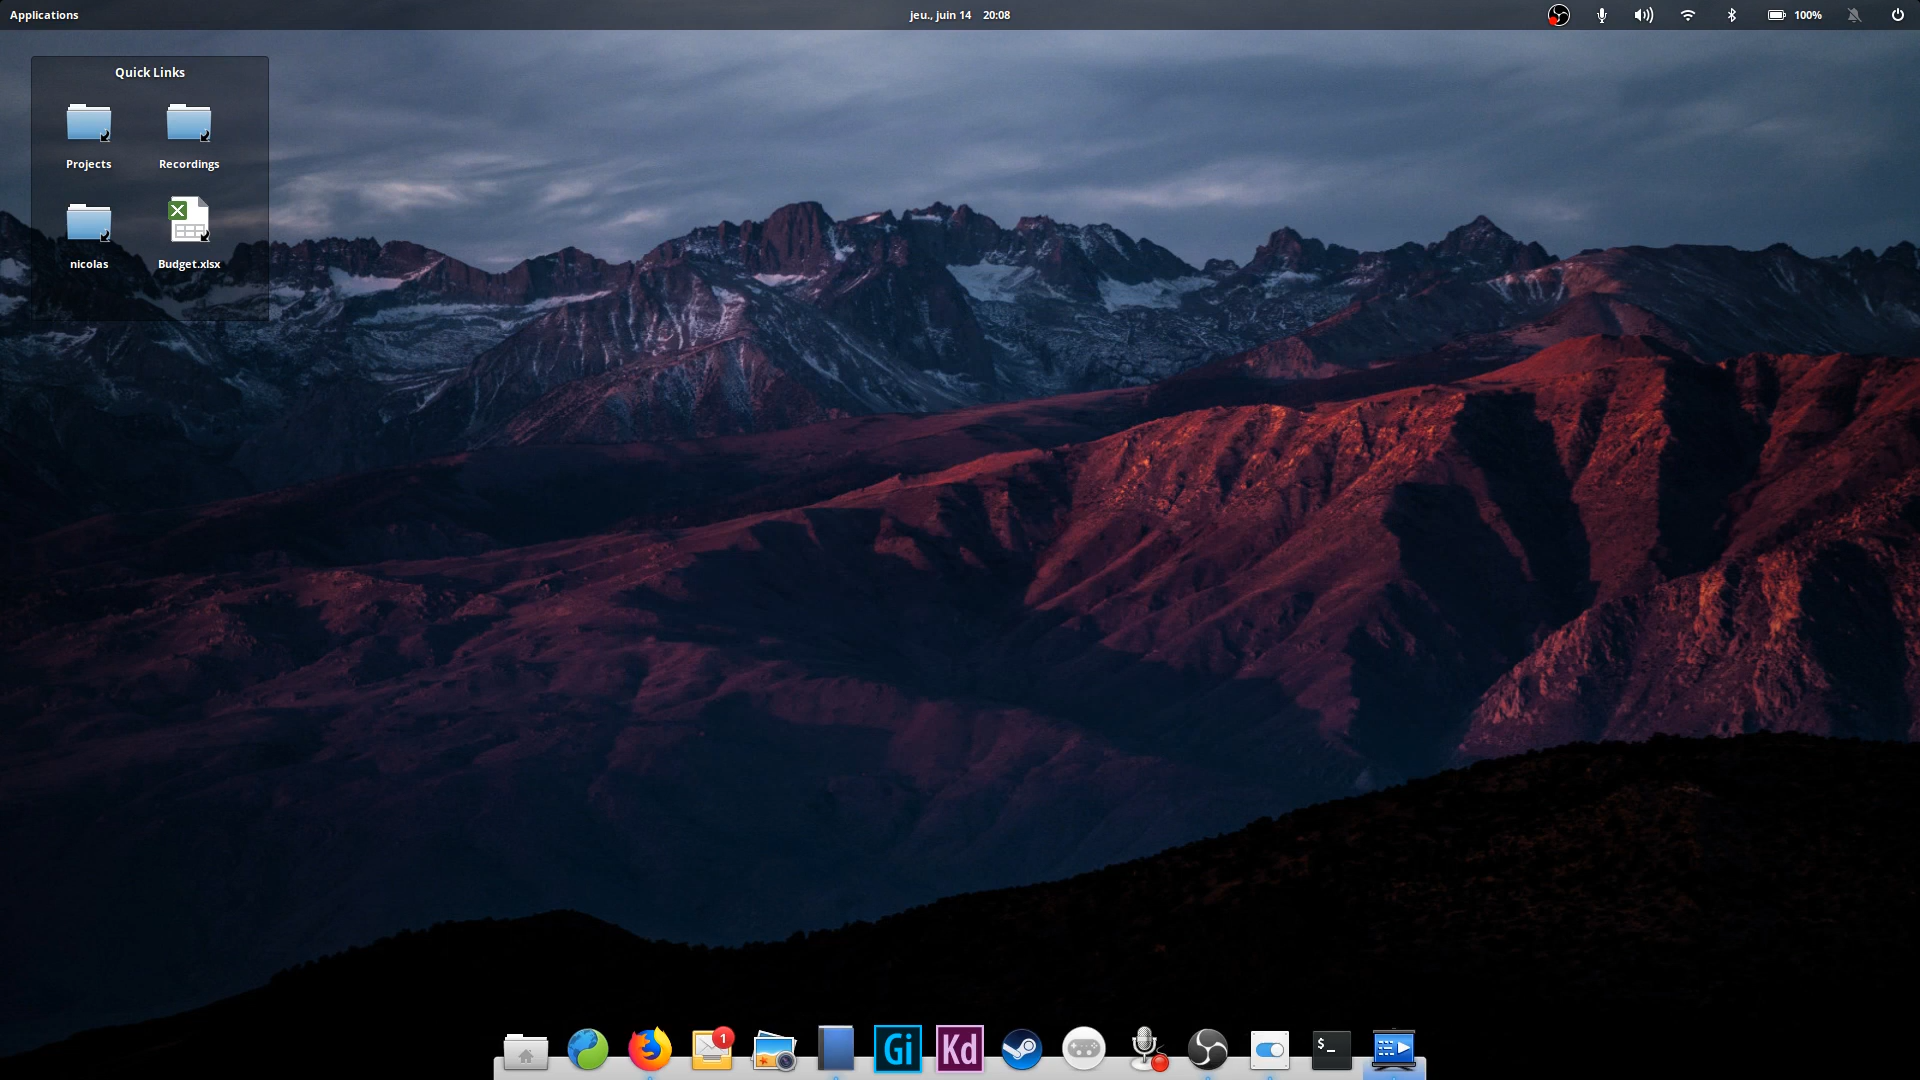 Applications
jeu., juin 14 20:08
100%
Quick Links
Projects
Recordings
nicolas
Budget.xlsx
1
Gi
Kd
$_